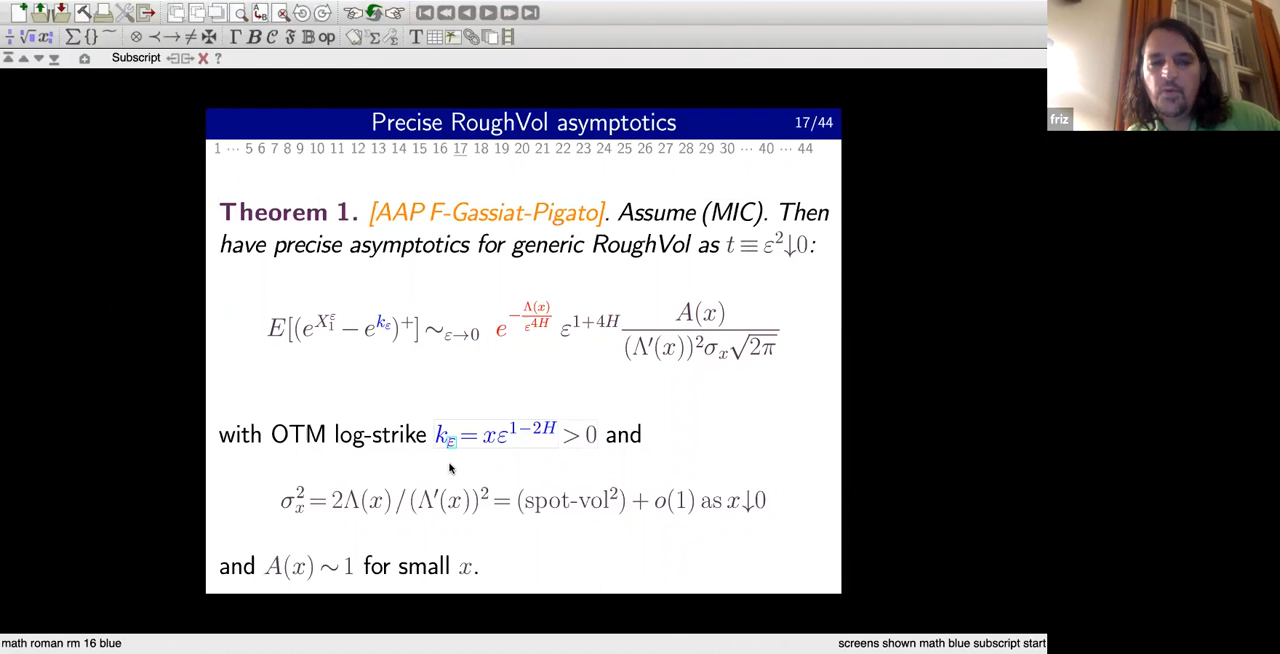 Subscript
?
friz
Precise RoughVol asymptotics 17/44
1 ··· 5 6 7 8 9 10 11 12 13 14 15 16 17 18 19 20 21 22 23 24 25 26 27 28 29 30 ··· 40 ··· 44
Theorem 1. [AAP F-Gassiat-Pigato]. Assume (MIC). Then
have precise asymptotics for generic RoughVol as t ≡ ε²↓0:
E[(e^{X_1^ε} − e^{k_ε})^+] ∼_{ε→0} e^{−Λ(x)/ε^{4H}} ε^{1+4H} A(x)/((Λ′(x))²σ_x√2π)
with OTM log-strike k_ε = xε^{1−2H} > 0 and
σ_x² = 2Λ(x)/(Λ′(x))² = (spot-vol²) + o(1) as x↓0
and A(x) ∼ 1 for small x.
math roman rm 16 blue screens shown math blue subscript start